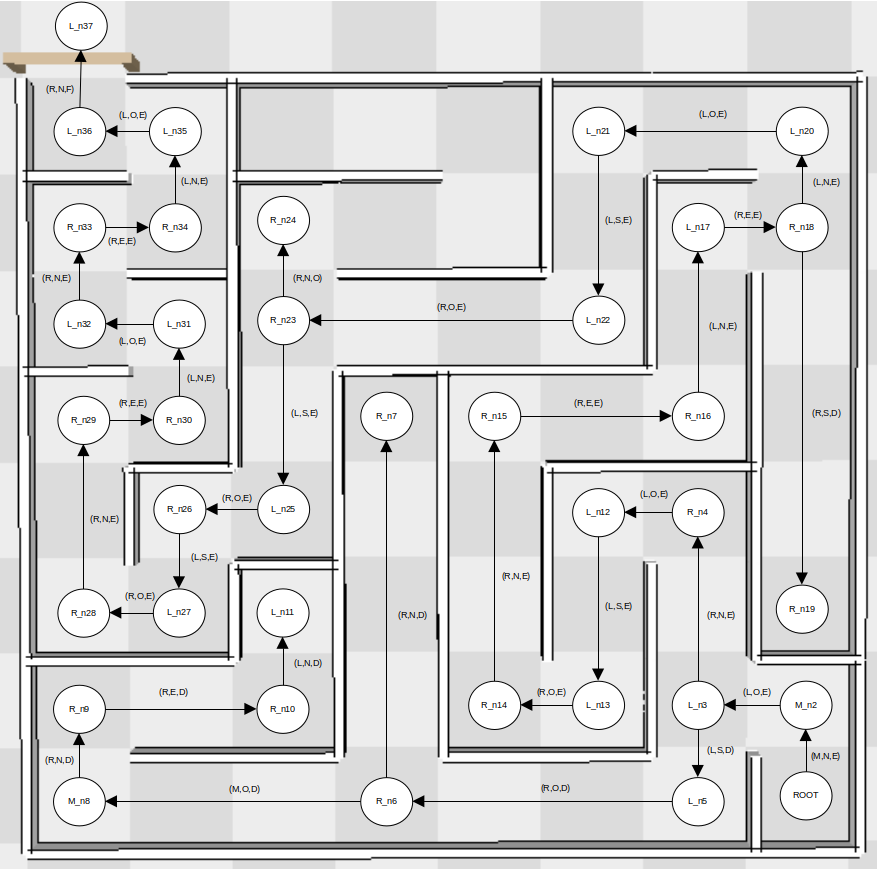 L_n37
(R,N,F)
L_n36
(L,O,E)
L_n35
L_n21
(L,O,E)
L_n20
(L,N,E)
(L,N,E)
R_n33
(R,E,E)
R_n34
R_n24
(L,S,E)
L_n17
(R,E,E)
R_n18
(R,N,E)
(R,N,O)
L_n32
(L,O,E)
L_n31
R_n23
(R,O,E)
L_n22
(L,N,E)
(L,N,E)
R_n29
(R,E,E)
R_n30
(L,S,E)
R_n7
R_n15
(R,E,E)
R_n16
(R,S,D)
(R,N,E)
R_n26
(R,O,E)
L_n25
L_n12
(L,O,E)
R_n4
(L,S,E)
(R,N,E)
R_n28
(R,O,E)
L_n27
L_n11
(R,N,D)
(L,S,E)
(R,N,E)
R_n19
(L,N,D)
R_n9
(R,E,D)
R_n10
R_n14
(R,O,E)
L_n13
L_n3
(L,O,E)
M_n2
(R,N,D)
(L,S,D)
(M,N,E)
M_n8
(M,O,D)
R_n6
(R,O,D)
L_n5
ROOT